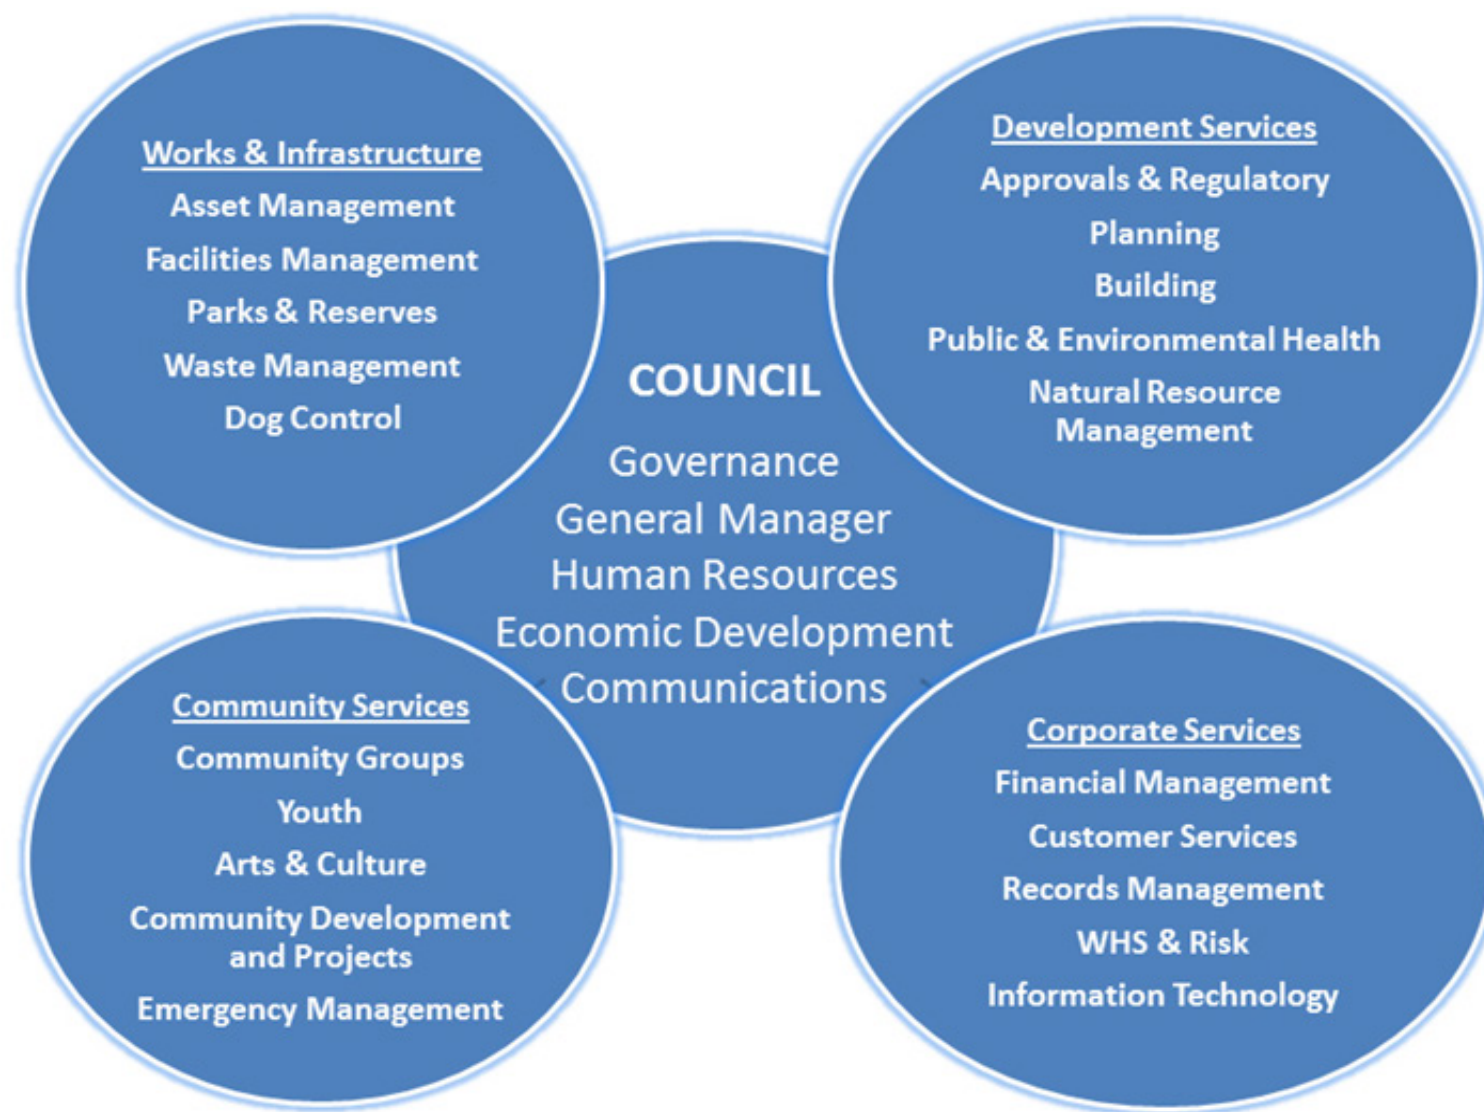 Works & Infrastructure
Asset Management
Facilities Management
Parks & Reserves
Waste Management
Dog Control
Development Services
Approvals & Regulatory
Planning
Building
Public & Environmental Health
Natural Resource
Management
COUNCIL
Governance
General Manager
Human Resources
Economic Development
Communications
Community Services
Community Groups
Youth
Arts & Culture
Community Development
and Projects
Emergency Management
Corporate Services
Financial Management
Customer Services
Records Management
WHS & Risk
Information Technology